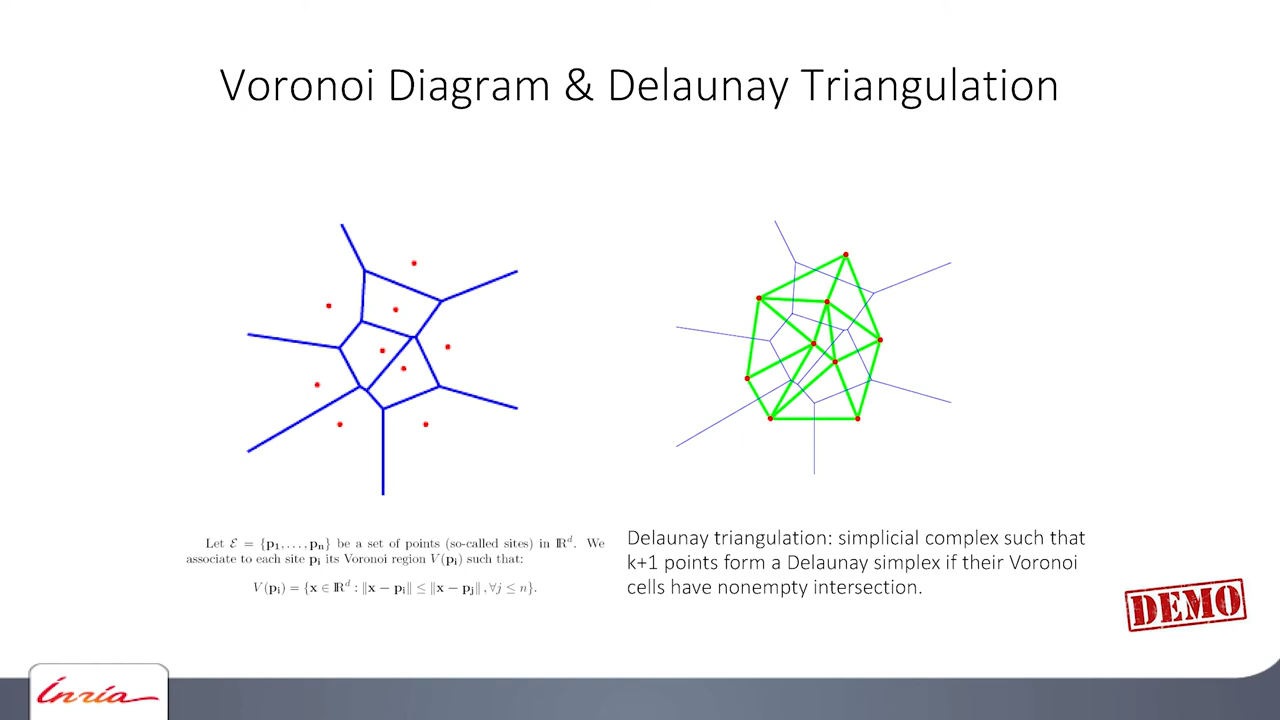 Voronoi Diagram & Delaunay Triangulation
Let ℰ = {p₁, . . . , pₙ} be a set of points (so-called sites) in ℝᵈ. We
associate to each site pᵢ its Voronoi region V(pᵢ) such that:
V(pᵢ) = {x ∈ ℝᵈ : ‖x − pᵢ‖ ≤ ‖x − pⱼ‖ , ∀j ≤ n}.
Delaunay triangulation: simplicial complex such that
k+1 points form a Delaunay simplex if their Voronoi
cells have nonempty intersection.
DEMO
Inria